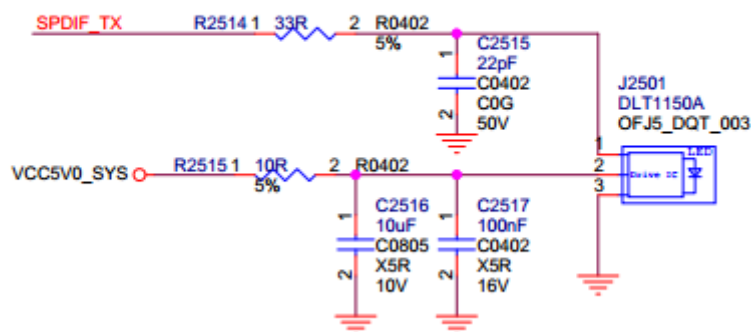 SPDIF_TX
R2514 1 33R 2 R0402
5%
1
C2515
22pF
C0402
C0G
50V
2
J2501
DLT1150A
OFJ5_DQT_003
1
2
3
LED
Drive IC
VCC5V0_SYS
R2515 1 10R 2 R0402
5%
1
C2516
10uF
C0805
X5R
10V
2
1
C2517
100nF
C0402
X5R
16V
2